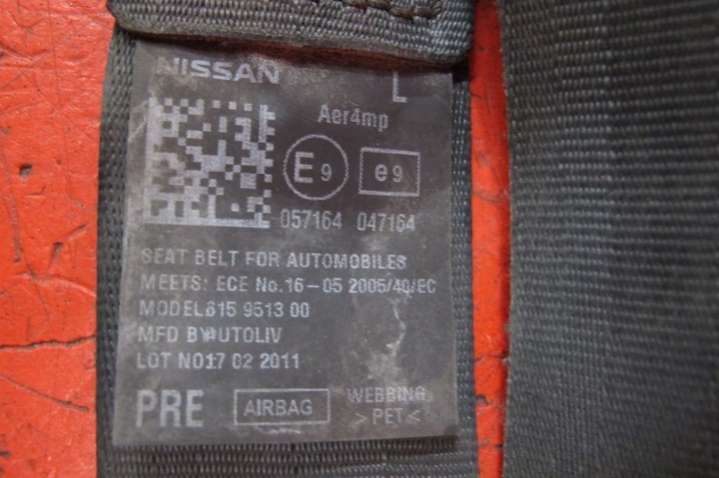 NISSAN L
Aer4mp
E9 e9
057164 047164
SEAT BELT FOR AUTOMOBILES
MEETS: ECE No.16-05 2005/40/EC
MODEL615 9513 00
MFD BY AUTOLIV
LOT NO17 02 2011
PRE AIRBAG WEBBING
>PET<